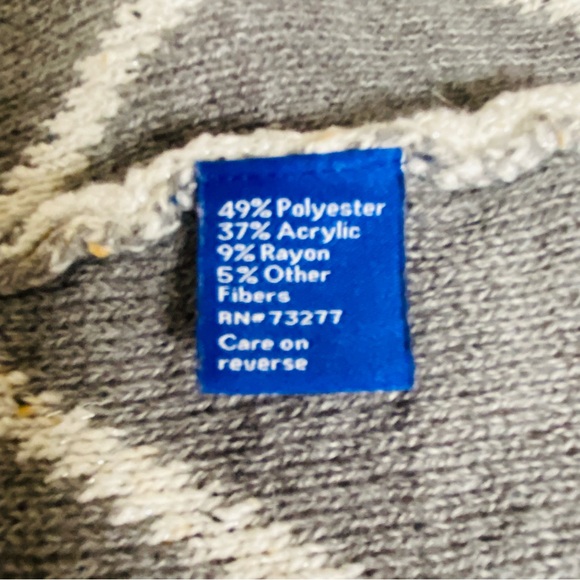 49% Polyester
37% Acrylic
9% Rayon
5% Other
Fibers
RN# 73277
Care on
reverse